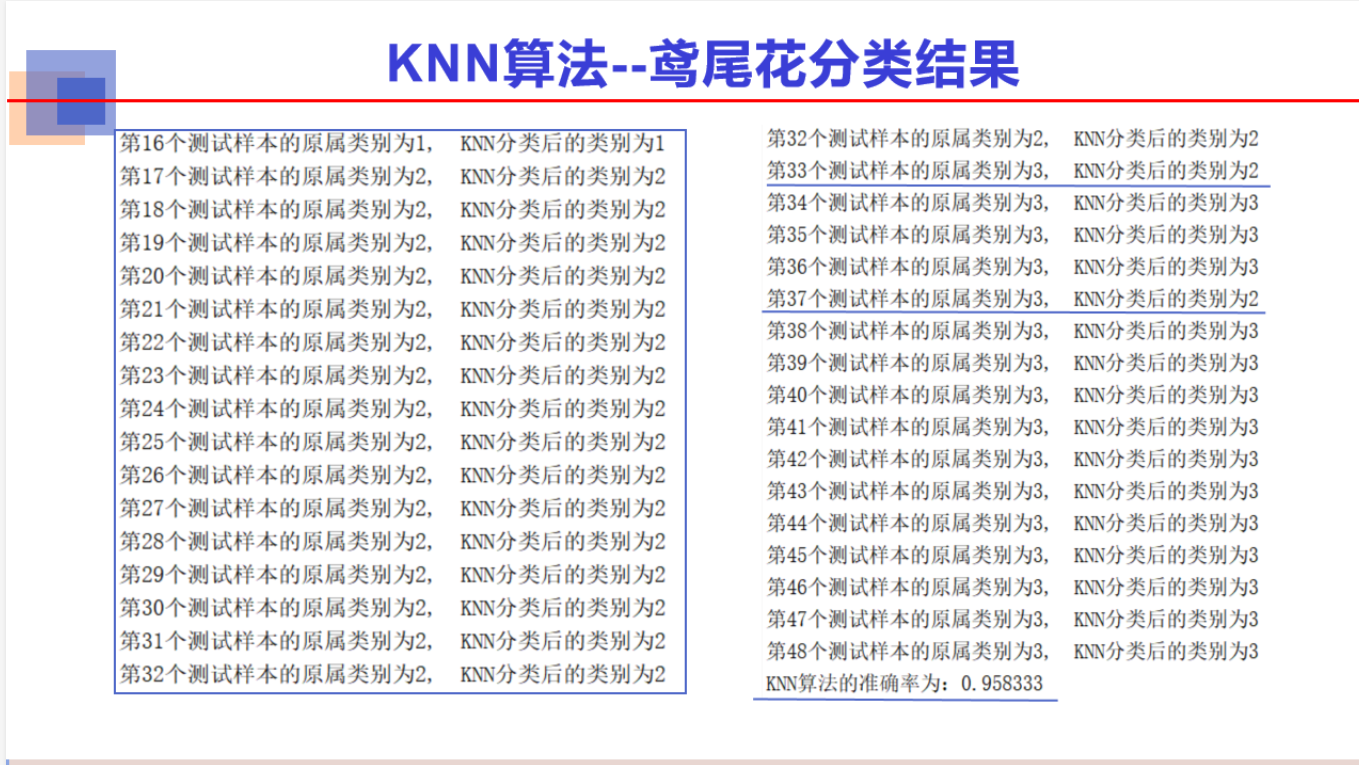 KNN算法--鸢尾花分类结果
第16个测试样本的原属类别为1, KNN分类后的类别为1
第17个测试样本的原属类别为2, KNN分类后的类别为2
第18个测试样本的原属类别为2, KNN分类后的类别为2
第19个测试样本的原属类别为2, KNN分类后的类别为2
第20个测试样本的原属类别为2, KNN分类后的类别为2
第21个测试样本的原属类别为2, KNN分类后的类别为2
第22个测试样本的原属类别为2, KNN分类后的类别为2
第23个测试样本的原属类别为2, KNN分类后的类别为2
第24个测试样本的原属类别为2, KNN分类后的类别为2
第25个测试样本的原属类别为2, KNN分类后的类别为2
第26个测试样本的原属类别为2, KNN分类后的类别为2
第27个测试样本的原属类别为2, KNN分类后的类别为2
第28个测试样本的原属类别为2, KNN分类后的类别为2
第29个测试样本的原属类别为2, KNN分类后的类别为2
第30个测试样本的原属类别为2, KNN分类后的类别为2
第31个测试样本的原属类别为2, KNN分类后的类别为2
第32个测试样本的原属类别为2, KNN分类后的类别为2
第32个测试样本的原属类别为2, KNN分类后的类别为2
第33个测试样本的原属类别为3, KNN分类后的类别为2
第34个测试样本的原属类别为3, KNN分类后的类别为3
第35个测试样本的原属类别为3, KNN分类后的类别为3
第36个测试样本的原属类别为3, KNN分类后的类别为3
第37个测试样本的原属类别为3, KNN分类后的类别为2
第38个测试样本的原属类别为3, KNN分类后的类别为3
第39个测试样本的原属类别为3, KNN分类后的类别为3
第40个测试样本的原属类别为3, KNN分类后的类别为3
第41个测试样本的原属类别为3, KNN分类后的类别为3
第42个测试样本的原属类别为3, KNN分类后的类别为3
第43个测试样本的原属类别为3, KNN分类后的类别为3
第44个测试样本的原属类别为3, KNN分类后的类别为3
第45个测试样本的原属类别为3, KNN分类后的类别为3
第46个测试样本的原属类别为3, KNN分类后的类别为3
第47个测试样本的原属类别为3, KNN分类后的类别为3
第48个测试样本的原属类别为3, KNN分类后的类别为3
KNN算法的准确率为: 0.958333